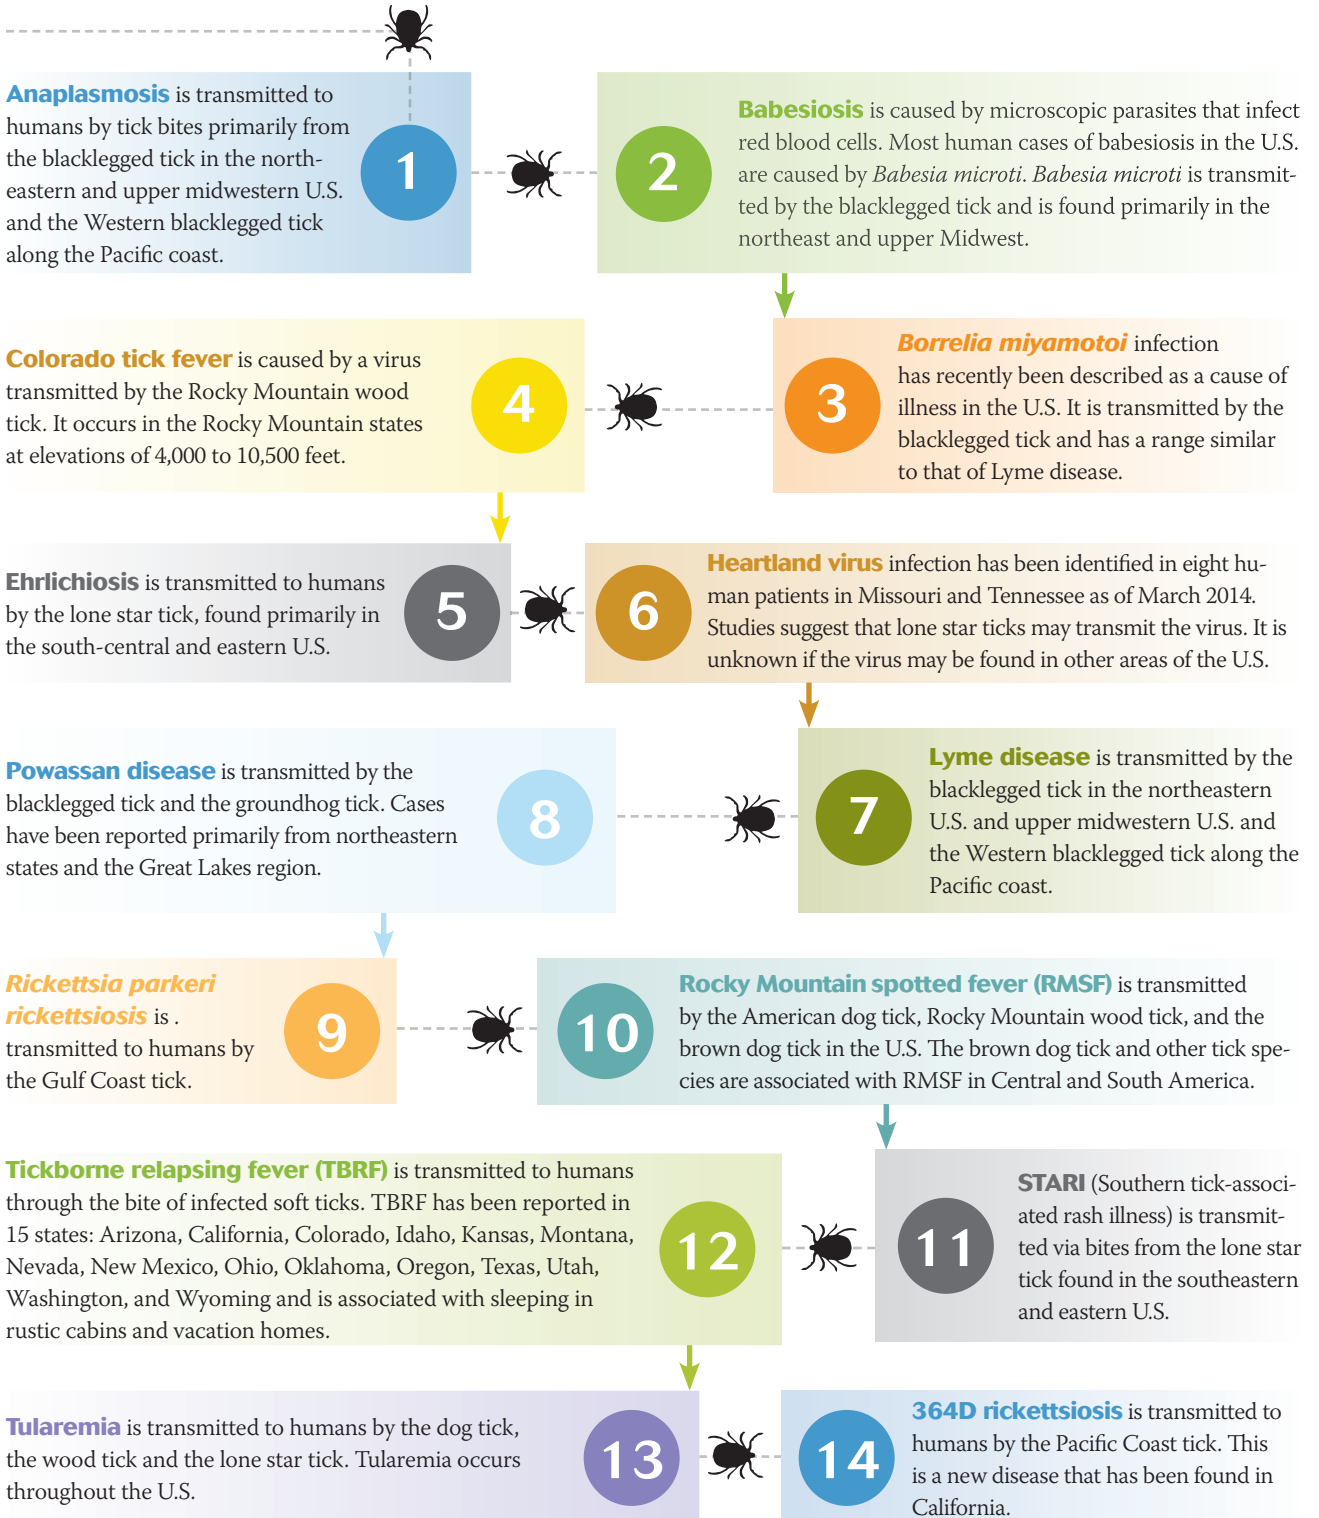 Anaplasmosis is transmitted to
humans by tick bites primarily from
the blacklegged tick in the north-
eastern and upper midwestern U.S.
and the Western blacklegged tick
along the Pacific coast.
1
2
Babesiosis is caused by microscopic parasites that infect
red blood cells. Most human cases of babesiosis in the U.S.
are caused by Babesia microti. Babesia microti is transmit-
ted by the blacklegged tick and is found primarily in the
northeast and upper Midwest.
3
Borrelia miyamotoi infection
has recently been described as a cause of
illness in the U.S. It is transmitted by the
blacklegged tick and has a range similar
to that of Lyme disease.
Colorado tick fever is caused by a virus
transmitted by the Rocky Mountain wood
tick. It occurs in the Rocky Mountain states
at elevations of 4,000 to 10,500 feet.
4
Ehrlichiosis is transmitted to humans
by the lone star tick, found primarily in
the south-central and eastern U.S.
5
6
Heartland virus infection has been identified in eight hu-
man patients in Missouri and Tennessee as of March 2014.
Studies suggest that lone star ticks may transmit the virus. It is
unknown if the virus may be found in other areas of the U.S.
7
Lyme disease is transmitted by the
blacklegged tick in the northeastern
U.S. and upper midwestern U.S. and
the Western blacklegged tick along the
Pacific coast.
Powassan disease is transmitted by the
blacklegged tick and the groundhog tick. Cases
have been reported primarily from northeastern
states and the Great Lakes region.
8
Rickettsia parkeri
rickettsiosis is .
transmitted to humans by
the Gulf Coast tick.
9
10
Rocky Mountain spotted fever (RMSF) is transmitted
by the American dog tick, Rocky Mountain wood tick, and the
brown dog tick in the U.S. The brown dog tick and other tick spe-
cies are associated with RMSF in Central and South America.
11
STARI (Southern tick-associ-
ated rash illness) is transmit-
ted via bites from the lone star
tick found in the southeastern
and eastern U.S.
Tickborne relapsing fever (TBRF) is transmitted to humans
through the bite of infected soft ticks. TBRF has been reported in
15 states: Arizona, California, Colorado, Idaho, Kansas, Montana,
Nevada, New Mexico, Ohio, Oklahoma, Oregon, Texas, Utah,
Washington, and Wyoming and is associated with sleeping in
rustic cabins and vacation homes.
12
Tularemia is transmitted to humans by the dog tick,
the wood tick and the lone star tick. Tularemia occurs
throughout the U.S.
13
14
364D rickettsiosis is transmitted to
humans by the Pacific Coast tick. This
is a new disease that has been found in
California.